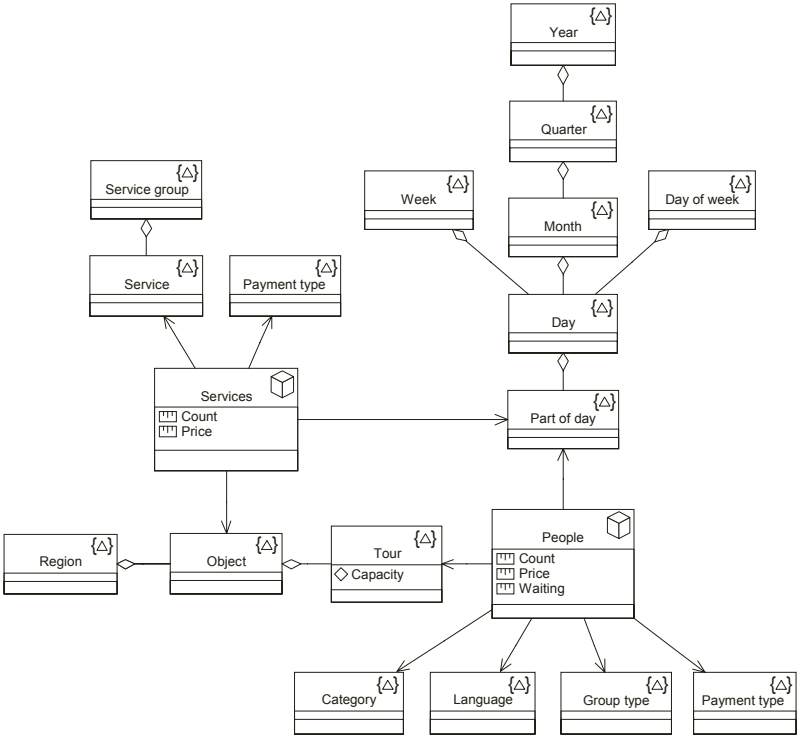 Year
Quarter
Service group
Week
Day of week
Month
Service
Payment type
Day
Services
Count
Price
Part of day
People
Count
Price
Waiting
Region
Object
Tour
Capacity
Category
Language
Group type
Payment type